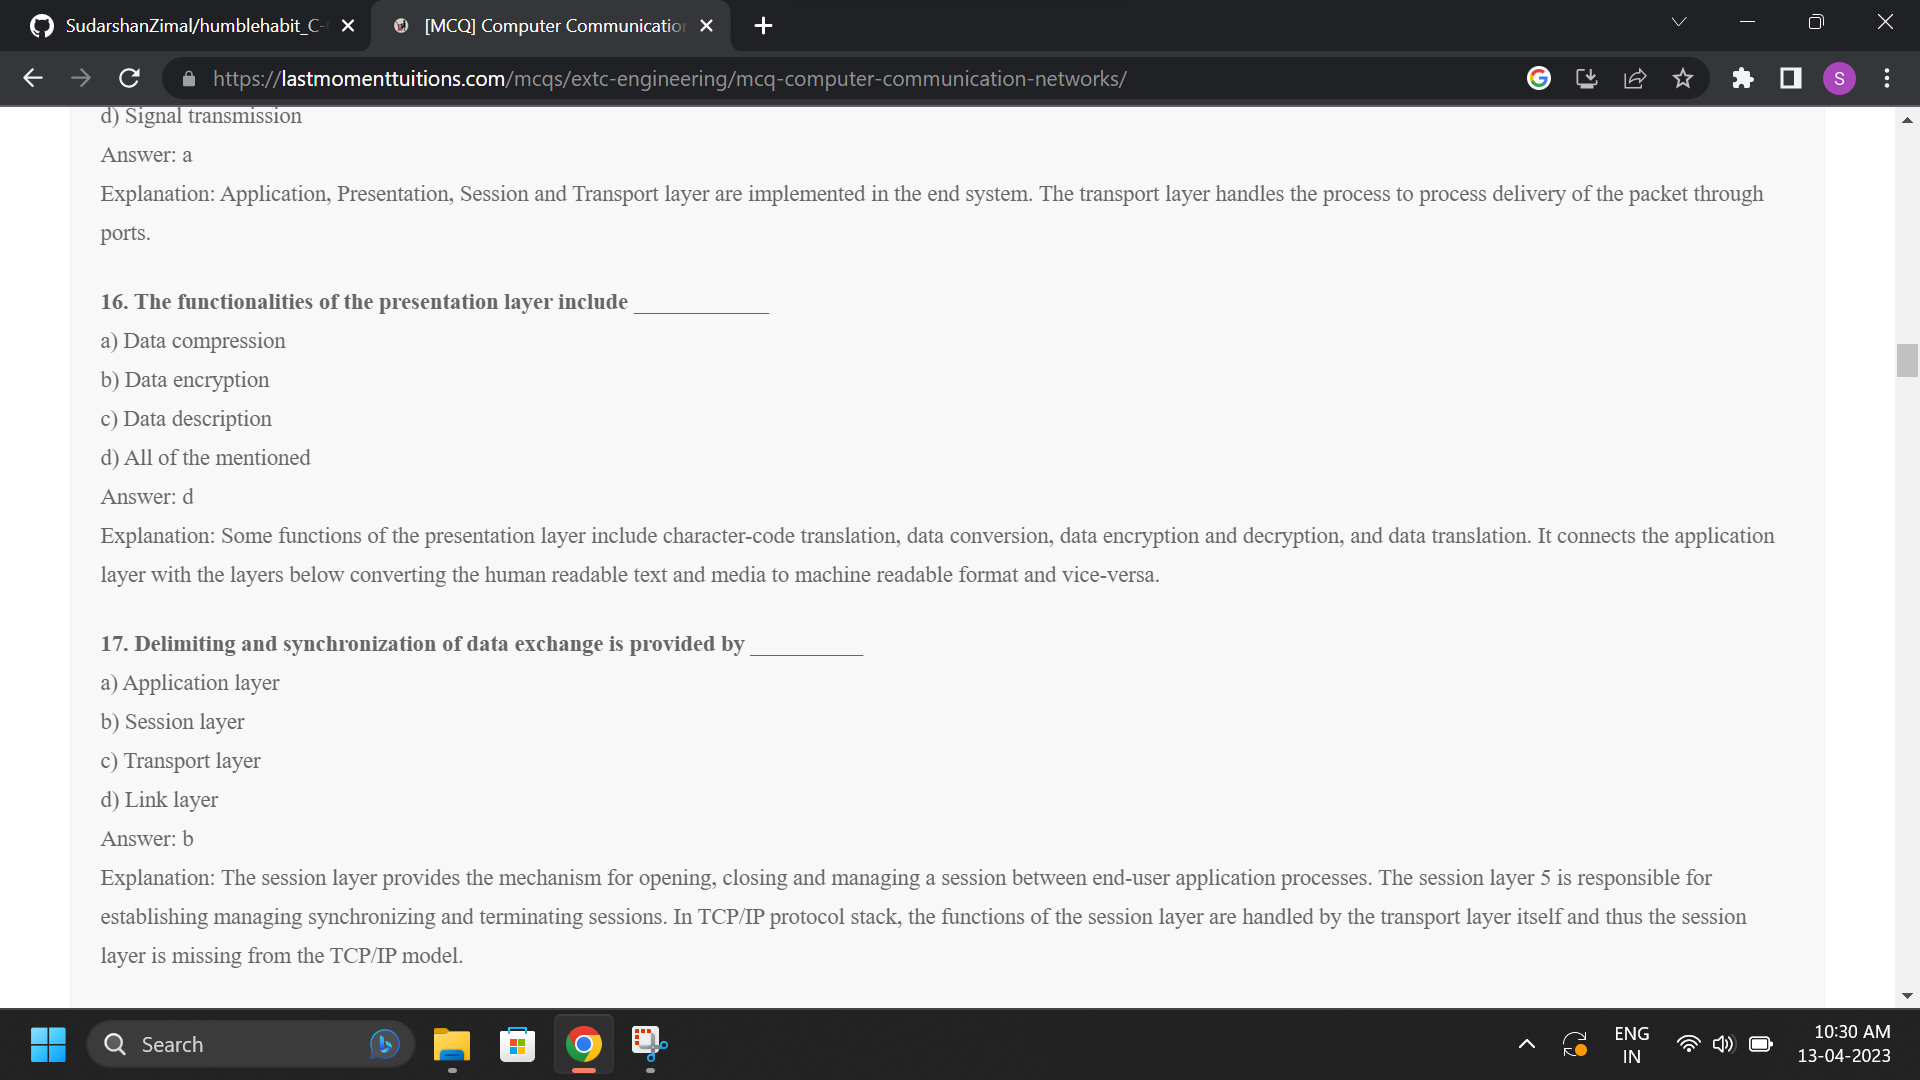 SudarshanZimal/humblehabit_C-
[MCQ] Computer Communication
https://lastmomenttuitions.com/mcqs/extc-engineering/mcq-computer-communication-networks/
S
d) Signal transmission
Answer: a
Explanation: Application, Presentation, Session and Transport layer are implemented in the end system. The transport layer handles the process to process delivery of the packet through
ports.
16. The functionalities of the presentation layer include ____________
a) Data compression
b) Data encryption
c) Data description
d) All of the mentioned
Answer: d
Explanation: Some functions of the presentation layer include character-code translation, data conversion, data encryption and decryption, and data translation. It connects the application
layer with the layers below converting the human readable text and media to machine readable format and vice-versa.
17. Delimiting and synchronization of data exchange is provided by __________
a) Application layer
b) Session layer
c) Transport layer
d) Link layer
Answer: b
Explanation: The session layer provides the mechanism for opening, closing and managing a session between end-user application processes. The session layer 5 is responsible for
establishing managing synchronizing and terminating sessions. In TCP/IP protocol stack, the functions of the session layer are handled by the transport layer itself and thus the session
layer is missing from the TCP/IP model.
Search
ENG
IN
10:30 AM
13-04-2023